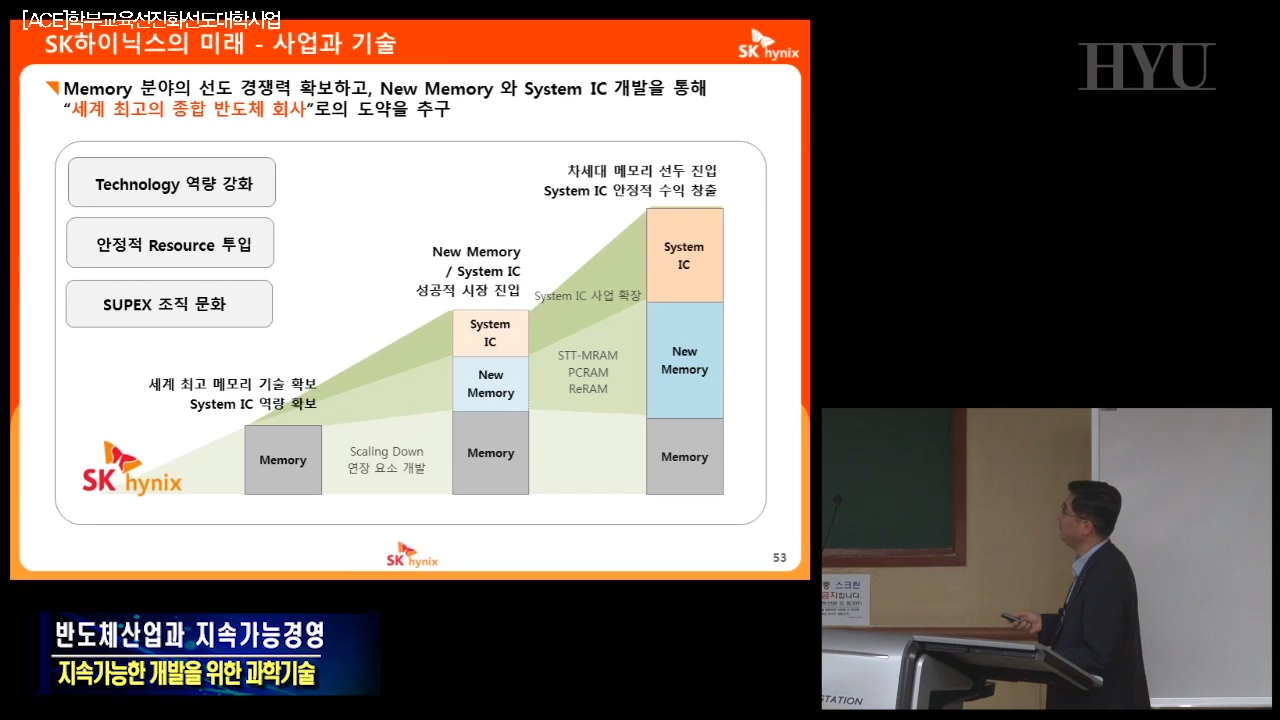 [ACE]학부교육선진화선도대학사업
SK하이닉스의 미래 - 사업과 기술
SK hynix
HYU
Memory 분야의 선도 경쟁력 확보하고, New Memory 와 System IC 개발을 통해
“세계 최고의 종합 반도체 회사”로의 도약을 추구
Technology 역량 강화
안정적 Resource 투입
SUPEX 조직 문화
차세대 메모리 선두 진입
System IC 안정적 수익 창출
New Memory
/ System IC
성공적 시장 진입
세계 최고 메모리 기술 확보
System IC 역량 확보
SK hynix
Memory
Scaling Down
연장 요소 개발
System
IC
New
Memory
Memory
System IC 사업 확장
STT-MRAM
PCRAM
ReRAM
System
IC
New
Memory
Memory
SK hynix
53
반도체산업과 지속가능경영
지속가능한 개발을 위한 과학기술
스크린
STATION